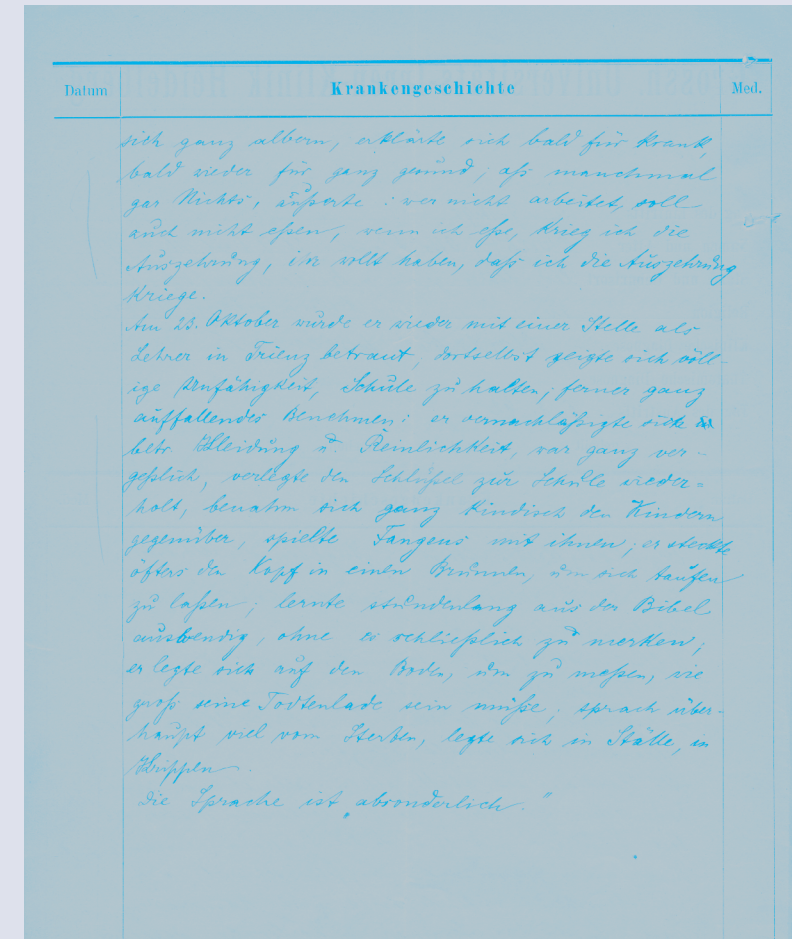 Datum Krankengeschichte Med.
sich ganz albern, erklärte sich bald für krank,
bald wieder für ganz gesund; aß manchmal
gar Nichts, äußerte: wer nicht arbeitet, soll
auch nicht eßen, wenn ich eße, krieg ich die
Auszehrung, ihr wollt haben, daß ich die Auszehrung
kriege.
Am 23. Oktober wurde er wieder mit einer Stelle als
Lehrer in Trienz betraut, dortselbst zeigte sich völl-
ige Unfähigkeit, Schule zu halten; ferner ganz
auffallendes Benehmen: er vernachläßigte sich
betr. Kleidung u. Reinlichkeit, war ganz ver-
geßlich, verlegte den Schlüßel zur Schule wieder-
holt, benahm sich ganz kindisch den Kindern
gegenüber, spielte Fangens mit ihnen; er steckte
öfters den Kopf in einen Brunnen, um sich taufen
zu laßen; lernte stundenlang aus der Bibel
auswendig, ohne es schließlich zu merken;
er legte sich auf den Boden, um zu meßen, wie
groß seine Todtenlade sein müße; sprach über-
haupt viel vom Sterben, legte sich in Ställe, in
Krippen.
Die Sprache ist „absonderlich."